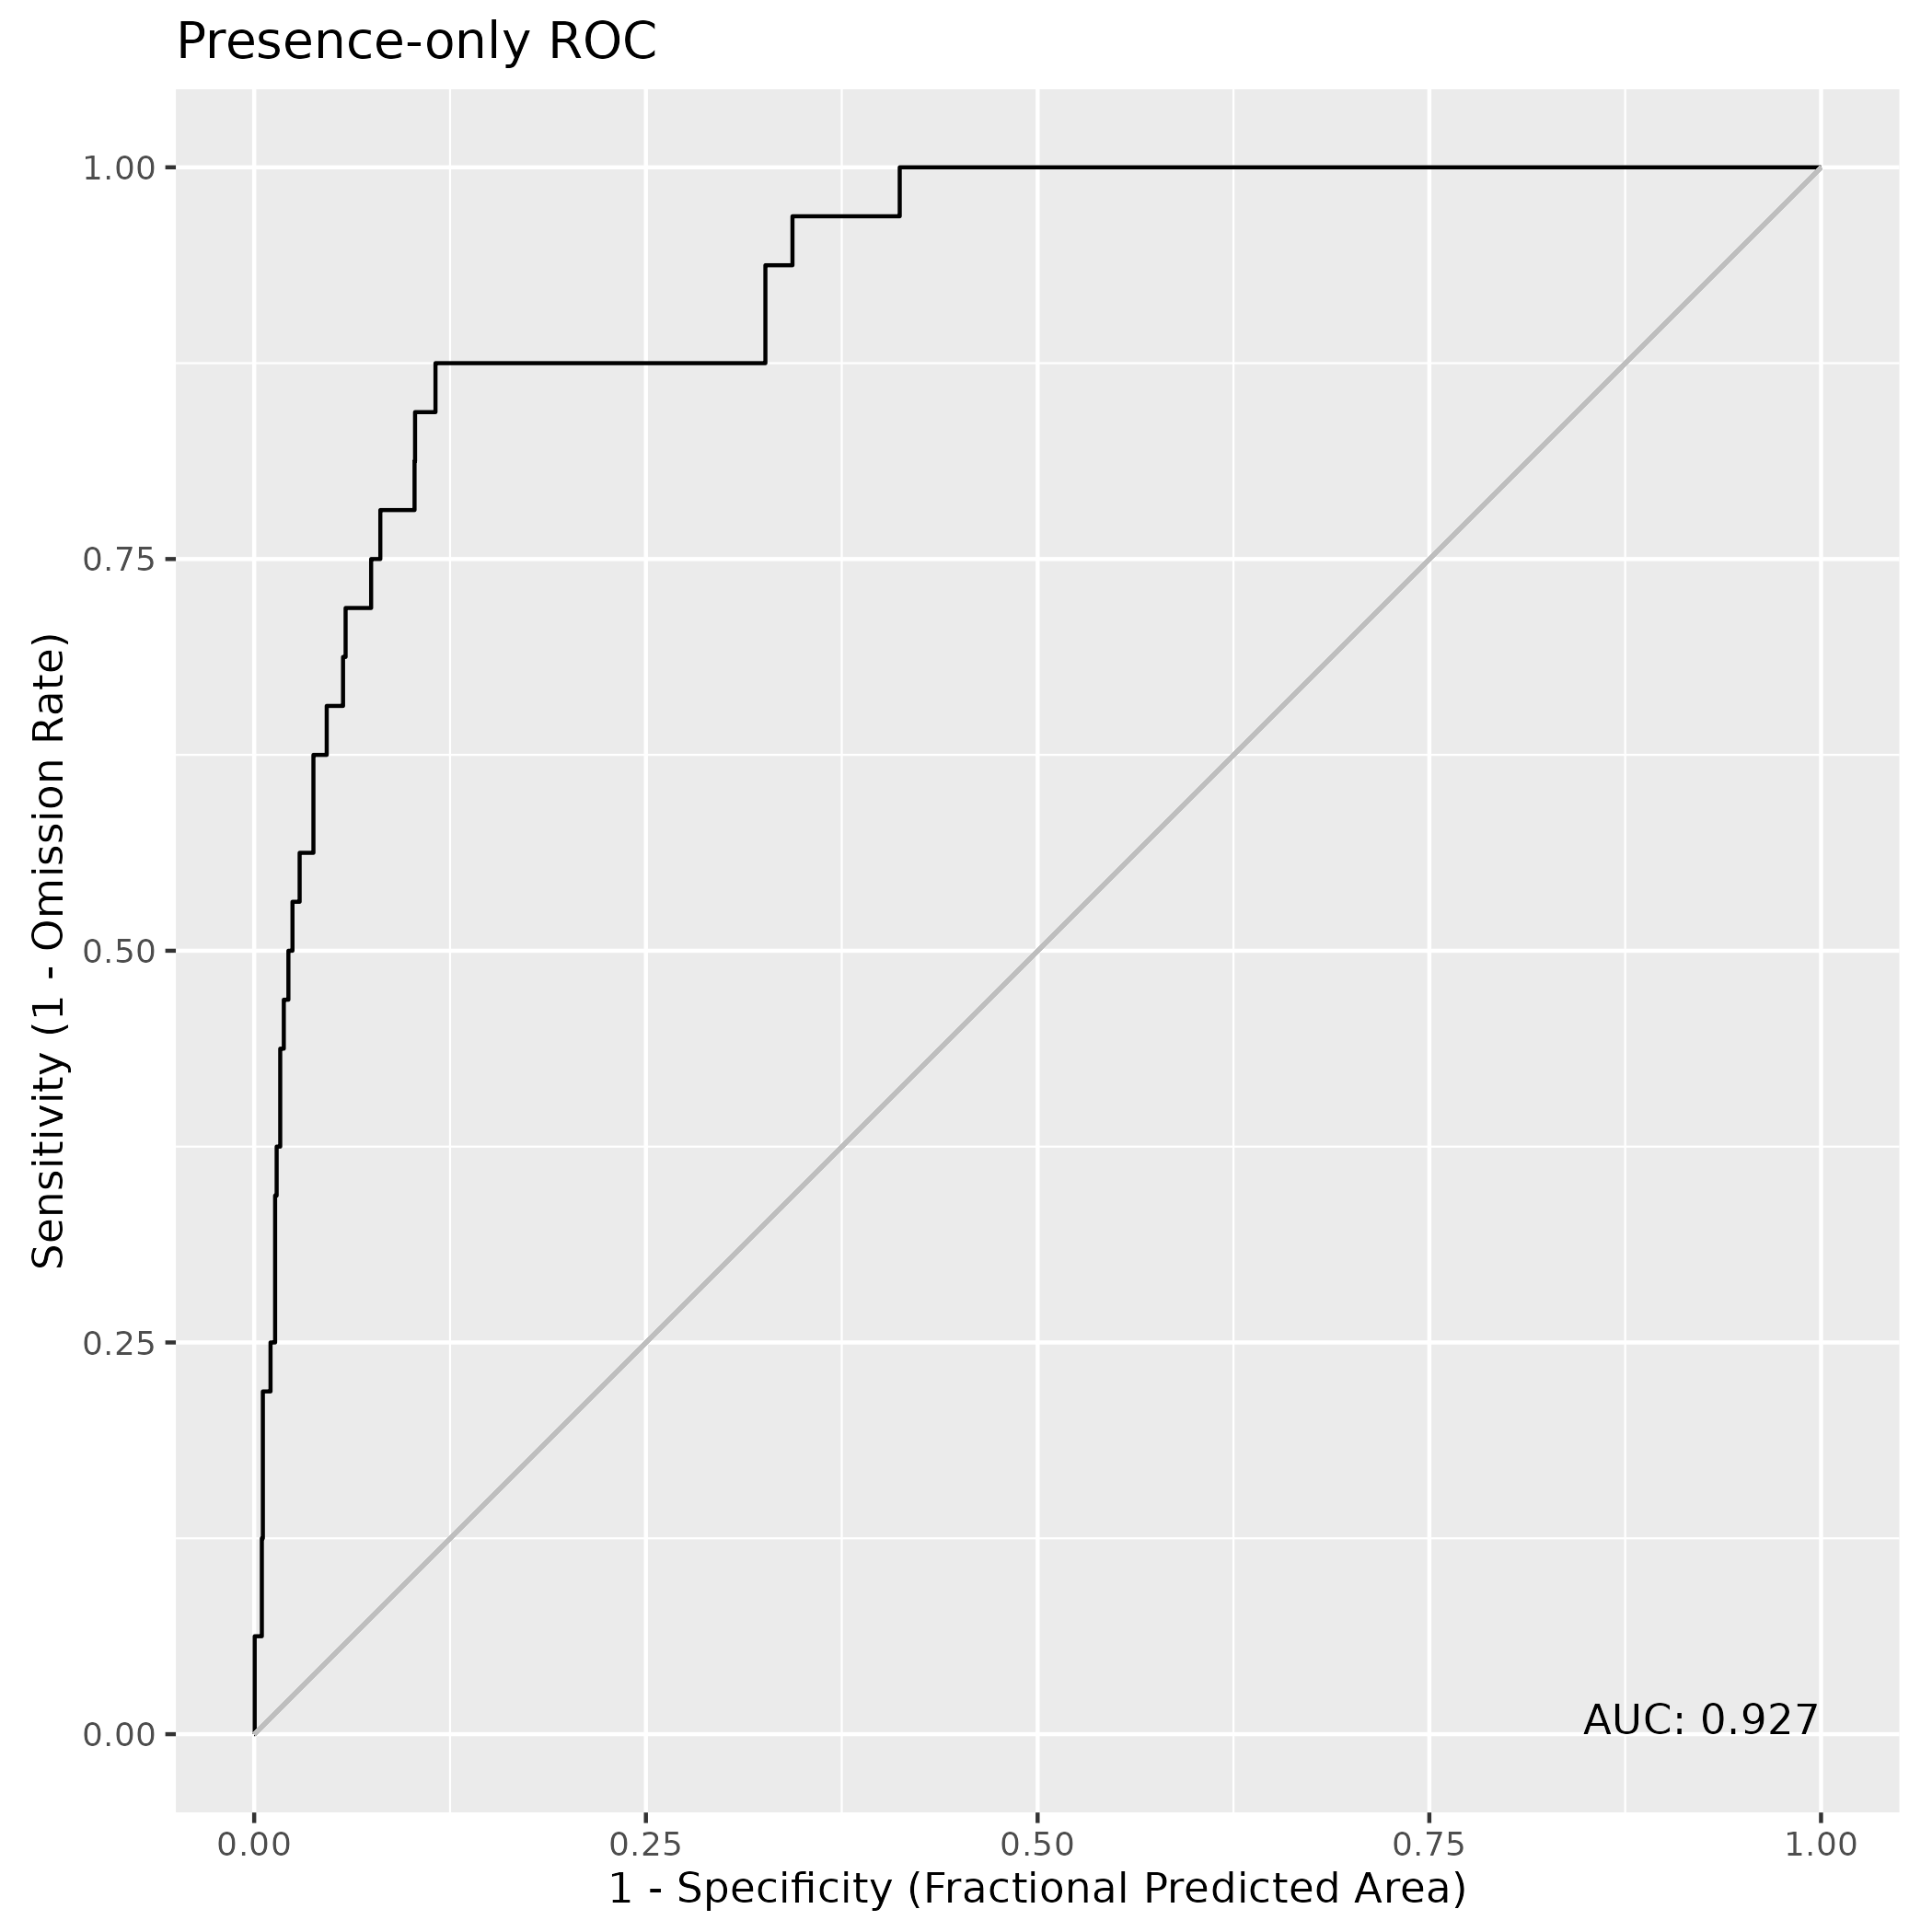 Presence-only ROC
Sensitivity (1 - Omission Rate)
1.00
0.75
0.50
0.25
0.00
AUC: 0.927
0.00 0.25 0.50 0.75 1.00
1 - Specificity (Fractional Predicted Area)